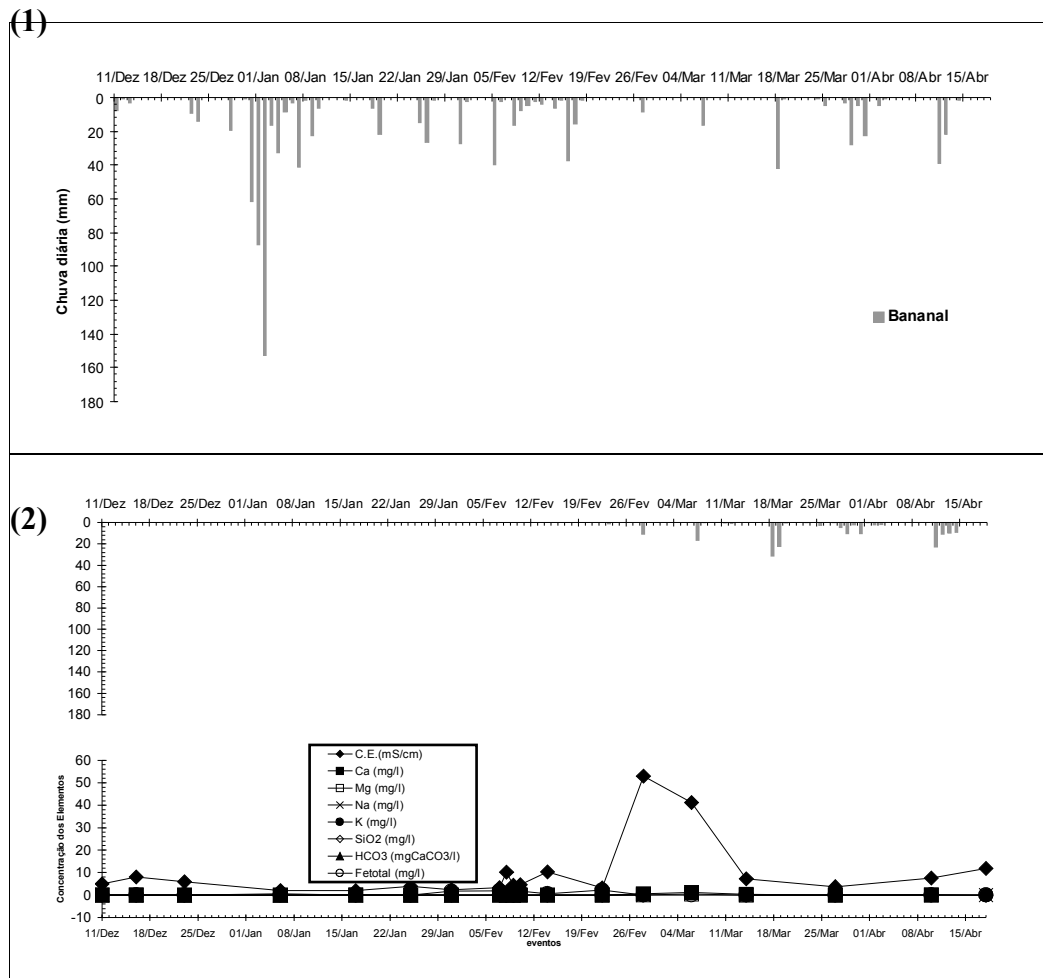 (1)
11/Dez 18/Dez 25/Dez 01/Jan 08/Jan 15/Jan 22/Jan 29/Jan 05/Fev 12/Fev 19/Fev 26/Fev 04/Mar 11/Mar 18/Mar 25/Mar 01/Abr 08/Abr 15/Abr
0
20
40
60
80
100
120
140
160
180
Chuva diária (mm)
Bananal
(2)
11/Dez 18/Dez 25/Dez 01/Jan 08/Jan 15/Jan 22/Jan 29/Jan 05/Fev 12/Fev 19/Fev 26/Fev 04/Mar 11/Mar 18/Mar 25/Mar 01/Abr 08/Abr 15/Abr
0
20
40
60
80
100
120
140
160
180
60
50
40
30
20
10
0
-10
Concentração dos Elementos
C.E.(mS/cm)
Ca (mg/l)
Mg (mg/l)
Na (mg/l)
K (mg/l)
SiO2 (mg/l)
HCO3 (mgCaCO3/l)
Fetotal (mg/l)
11/Dez 18/Dez 25/Dez 01/Jan 08/Jan 15/Jan 22/Jan 29/Jan 05/Fev 12/Fev 19/Fev 26/Fev 04/Mar 11/Mar 18/Mar 25/Mar 01/Abr 08/Abr 15/Abr
eventos